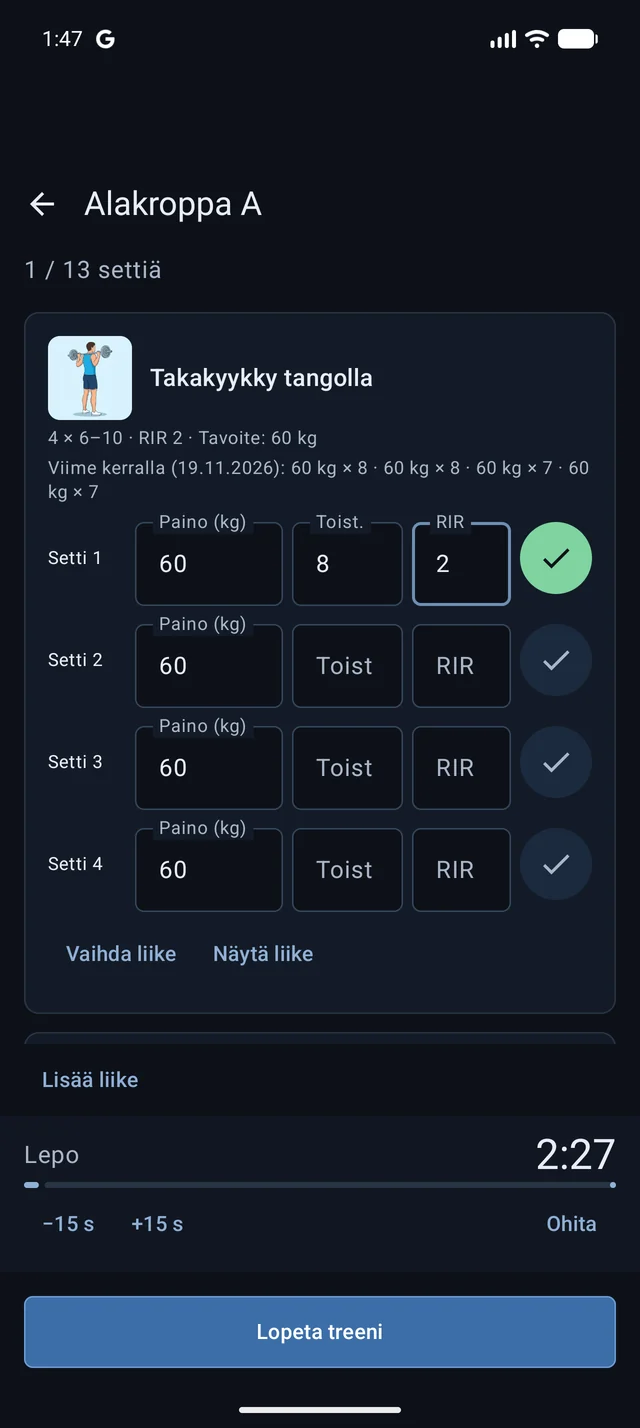 1:47 G
Alakroppa A
1 / 13 settiä
Takakyykky tangolla
4 × 6–10 · RIR 2 · Tavoite: 60 kg
Viime kerralla (19.11.2026): 60 kg × 8 · 60 kg × 8 · 60 kg × 7 · 60
kg × 7
Paino (kg) Toist. RIR
Setti 1 60 8 2
Paino (kg)
Setti 2 60 Toist RIR
Paino (kg)
Setti 3 60 Toist RIR
Paino (kg)
Setti 4 60 Toist RIR
Vaihda liike Näytä liike
Lisää liike
Lepo 2:27
−15 s +15 s Ohita
Lopeta treeni